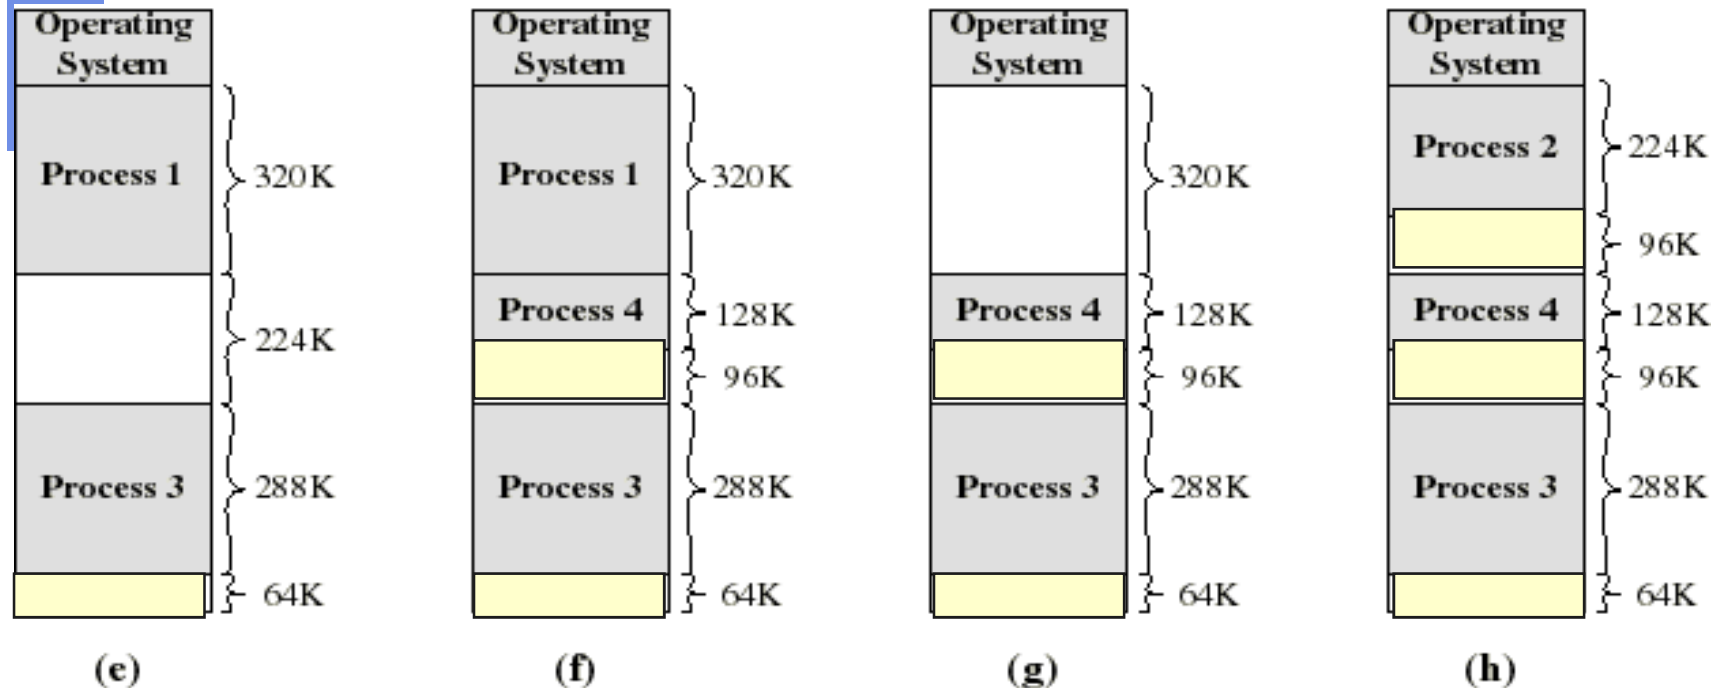 Operating
System
Process 1
320K
224K
Process 3
288K
64K
(e)
Operating
System
Process 1
320K
Process 4
128K
96K
Process 3
288K
64K
(f)
Operating
System
320K
Process 4
128K
96K
Process 3
288K
64K
(g)
Operating
System
Process 2
224K
96K
Process 4
128K
96K
Process 3
288K
64K
(h)